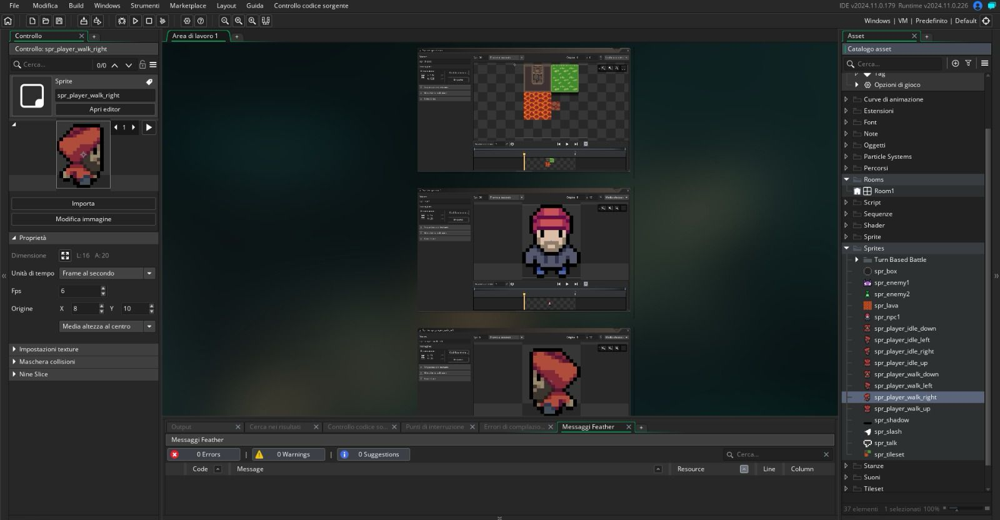 File Modifica Build Windows Strumenti Marketplace Layout Guida Controllo codice sorgente IDE v2024.11.0.179 Runtime v2024.11.0.226
Windows | VM | Predefinito | Default
Controllo
Controllo: spr_player_walk_right
Cerca... 0/0
Sprite
spr_player_walk_right
Apri editor
1
Importa
Modifica immagine
Proprietà
Dimensione L: 16 A: 20
Unità di tempo Frame al secondo
Fps 6
Origine X 8 Y 10
Media altezza al centro
Impostazioni texture
Maschera collisioni
Nine Slice
Area di lavoro 1
Output Cerca nei risultati Controllo codice so... Punti di interruzione Errori di compilazio... Messaggi Feather
Messaggi Feather
0 Errors | 0 Warnings | 0 Suggestions Cerca...
Code Message Resource Line Column
Asset
Catalogo asset
Cerca...
Tag
Opzioni di gioco
Curve di animazione
Estensioni
Font
Note
Oggetti
Particle Systems
Percorsi
Rooms
Room1
Script
Sequenze
Shader
Sprite
Sprites
Turn Based Battle
spr_box
spr_enemy1
spr_enemy2
spr_lava
spr_npc1
spr_player_idle_down
spr_player_idle_left
spr_player_idle_right
spr_player_idle_up
spr_player_walk_down
spr_player_walk_left
spr_player_walk_right
spr_player_walk_up
spr_shadow
spr_slash
spr_talk
spr_tileset
Stanze
Suoni
Tileset
37 elementi 1 selezionati 100%